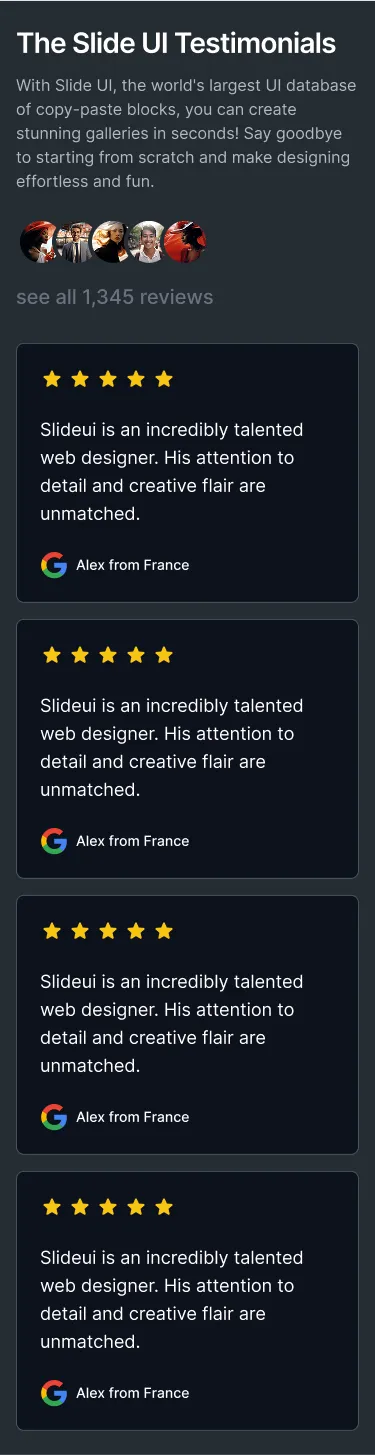 The Slide UI Testimonials
With Slide UI, the world's largest UI database
of copy-paste blocks, you can create
stunning galleries in seconds! Say goodbye
to starting from scratch and make designing
effortless and fun.
see all 1,345 reviews
Slideui is an incredibly talented
web designer. His attention to
detail and creative flair are
unmatched.
Alex from France
Slideui is an incredibly talented
web designer. His attention to
detail and creative flair are
unmatched.
Alex from France
Slideui is an incredibly talented
web designer. His attention to
detail and creative flair are
unmatched.
Alex from France
Slideui is an incredibly talented
web designer. His attention to
detail and creative flair are
unmatched.
Alex from France